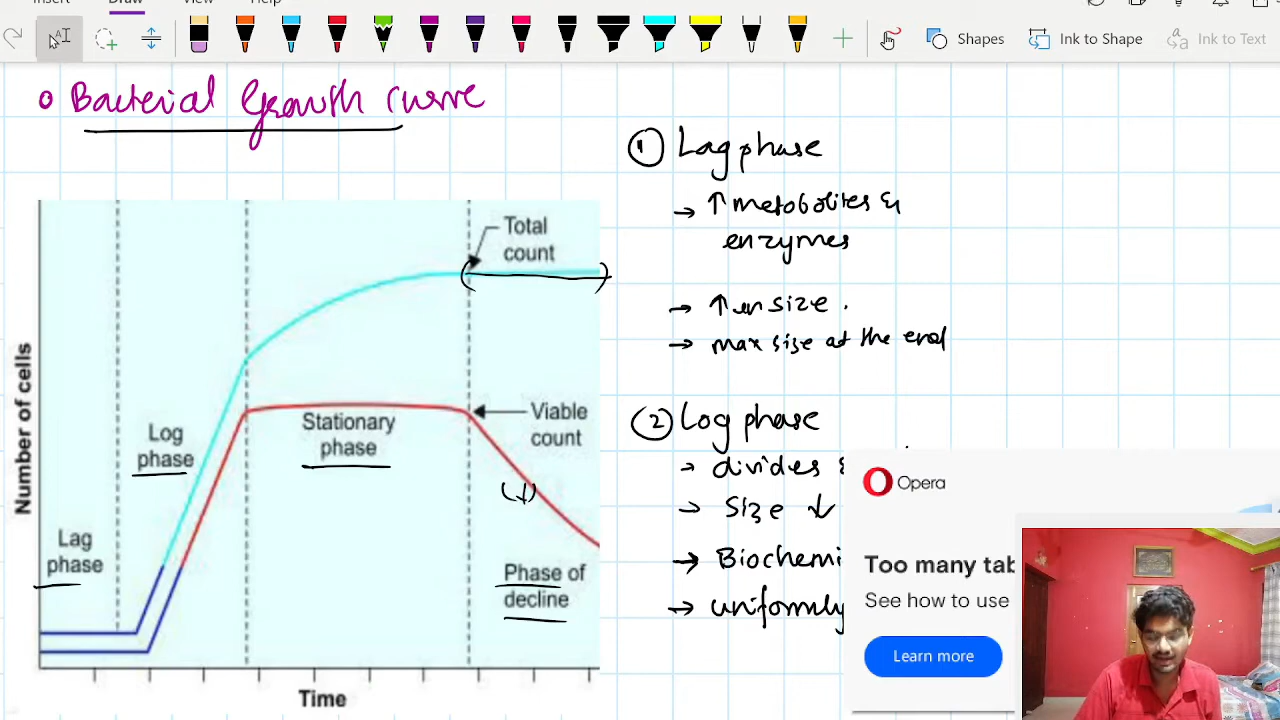 Insert Draw View Help
Shapes Ink to Shape Ink to Text
Bacterial Growth Curve
① Lag phase
→ ↑ metabolites &
enzymes
→ ↑ in size.
→ max size at the end
② Log phase
→ divides &
→ Size ↓
→ Biochemi
→ uniformly
Total
count
Viable
count
Stationary
phase
Log
phase
Lag
phase
Phase of
decline
(↓)
Number of cells
Time
Opera
Too many tab
See how to use
Learn more